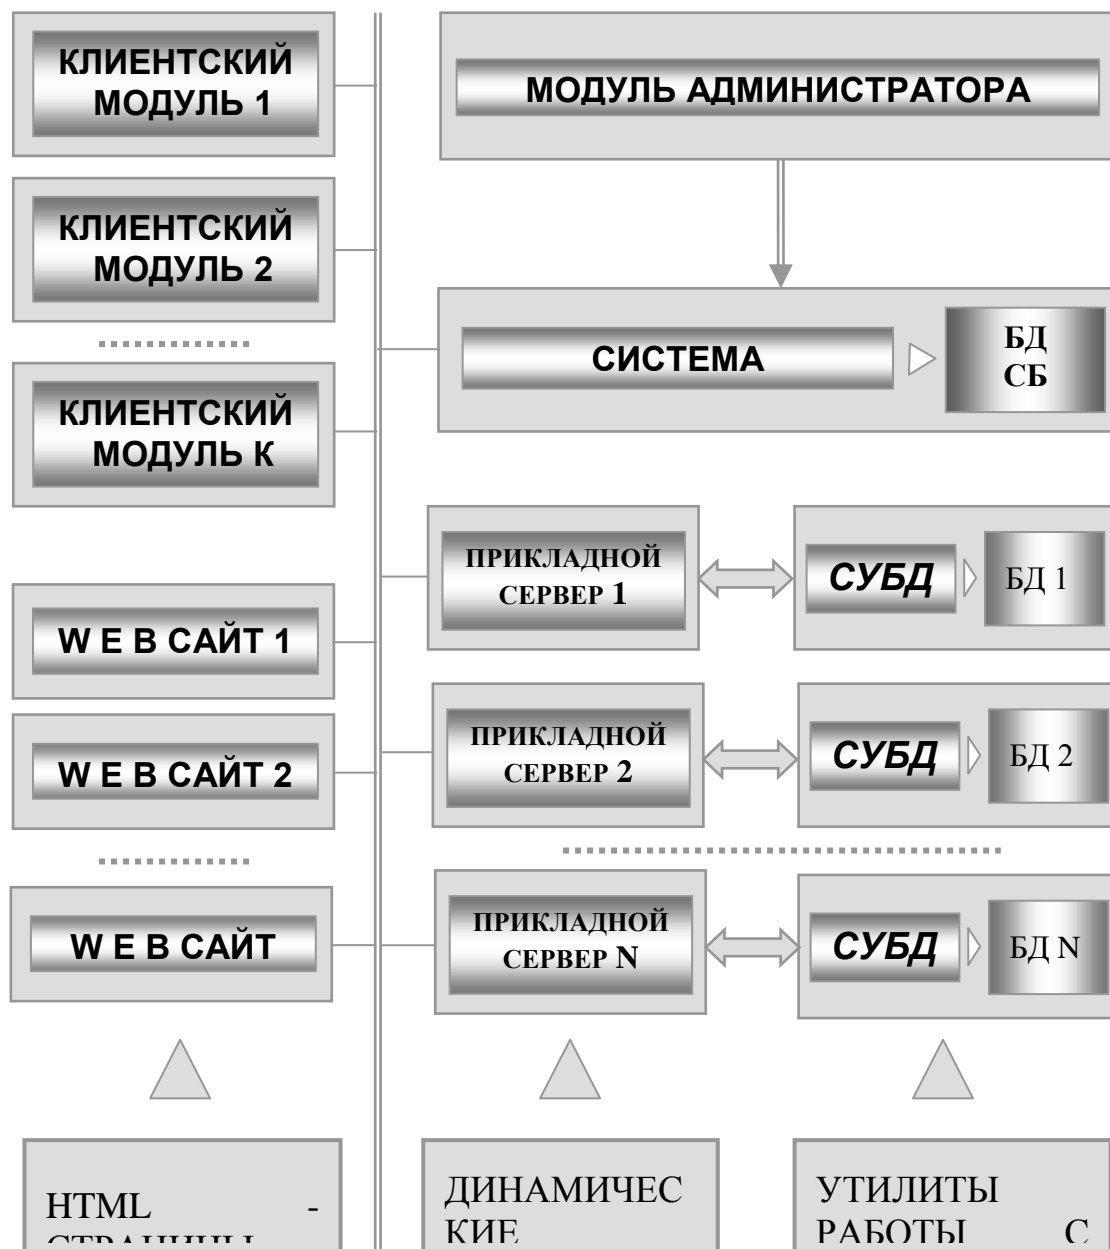 КЛИЕНТСКИЙ
МОДУЛЬ 1
МОДУЛЬ АДМИНИСТРАТОРА
КЛИЕНТСКИЙ
МОДУЛЬ 2
СИСТЕМА
БД
СБ
КЛИЕНТСКИЙ
МОДУЛЬ К
ПРИКЛАДНОЙ
СЕРВЕР 1
СУБД
БД 1
W E B САЙТ 1
ПРИКЛАДНОЙ
СЕРВЕР 2
СУБД
БД 2
W E B САЙТ 2
W E B САЙТ
ПРИКЛАДНОЙ
СЕРВЕР N
СУБД
БД N
HTML -
СТРАНИЦЫ
ДИНАМИЧЕС
КИЕ
УТИЛИТЫ
РАБОТЫ С